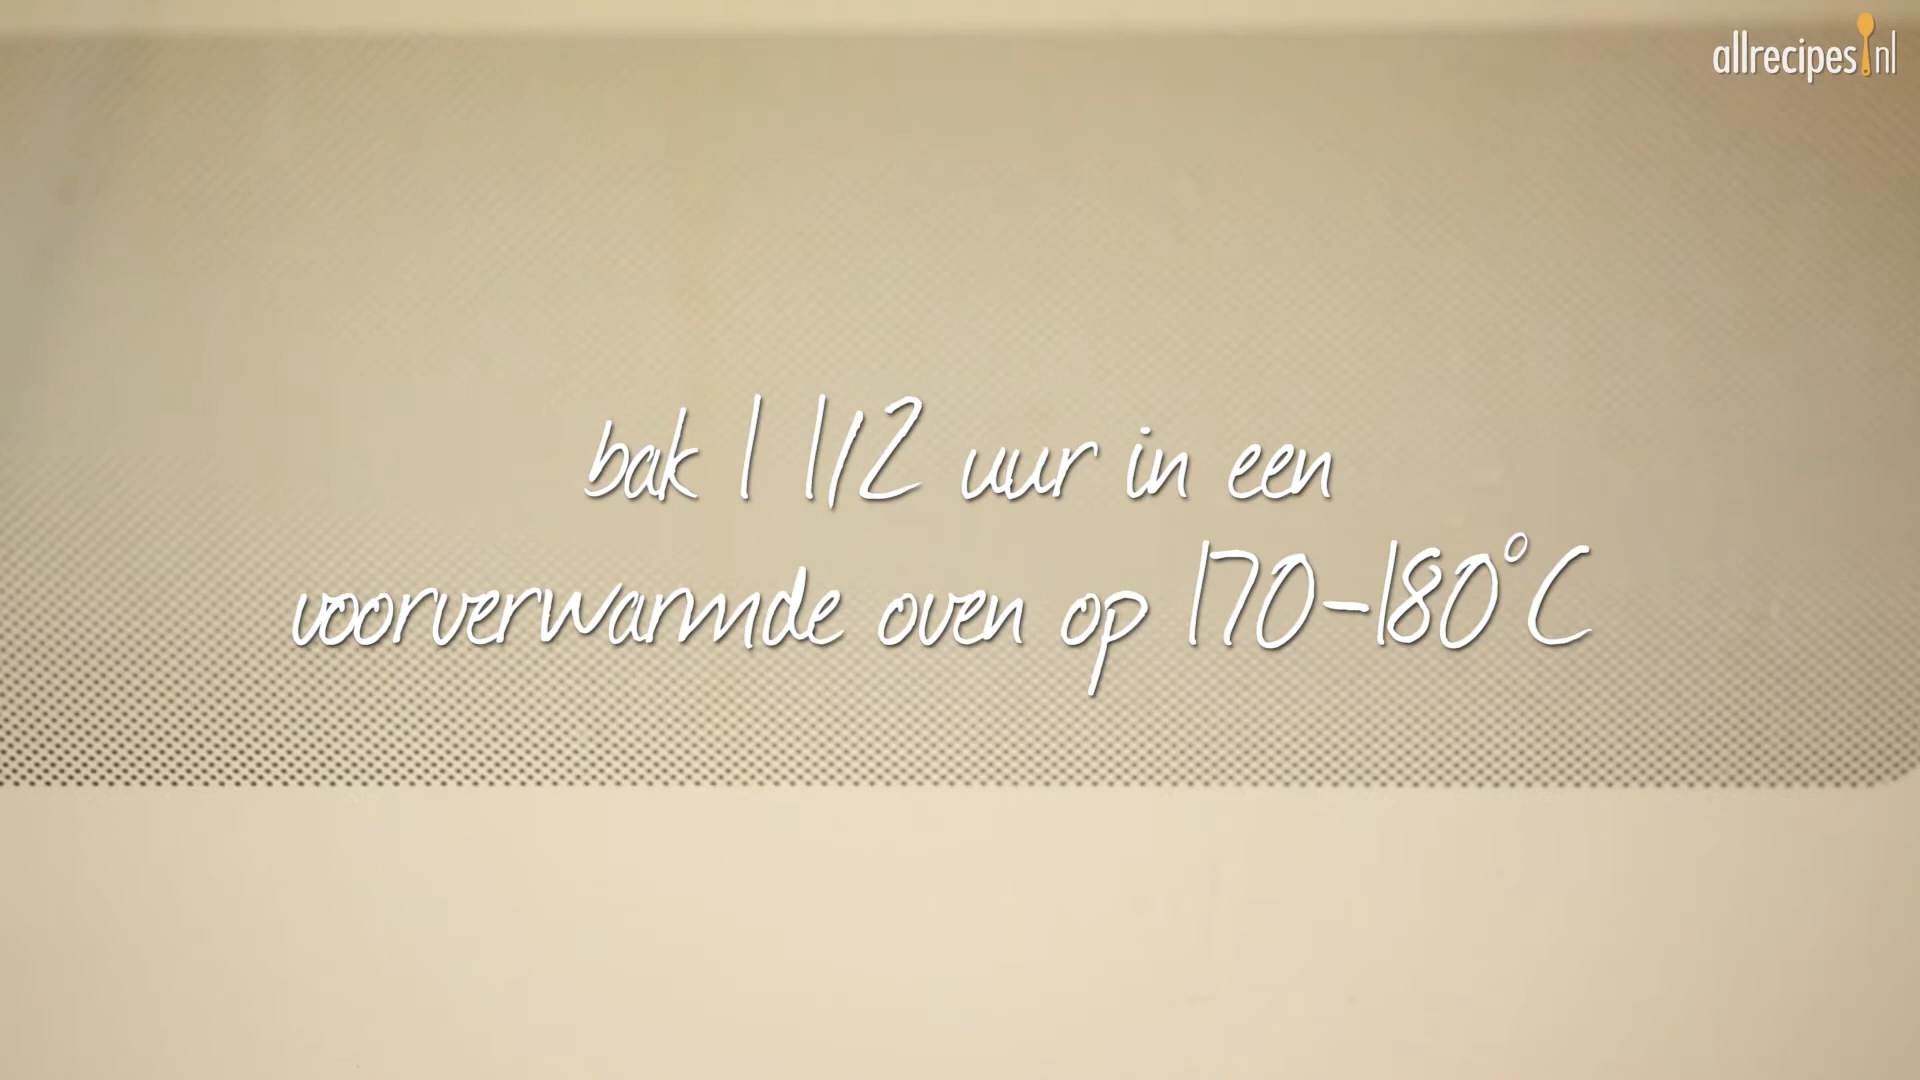 allrecipes nl
bak 1 1/2 uur in een
voorverwarmde oven op 170-180°C